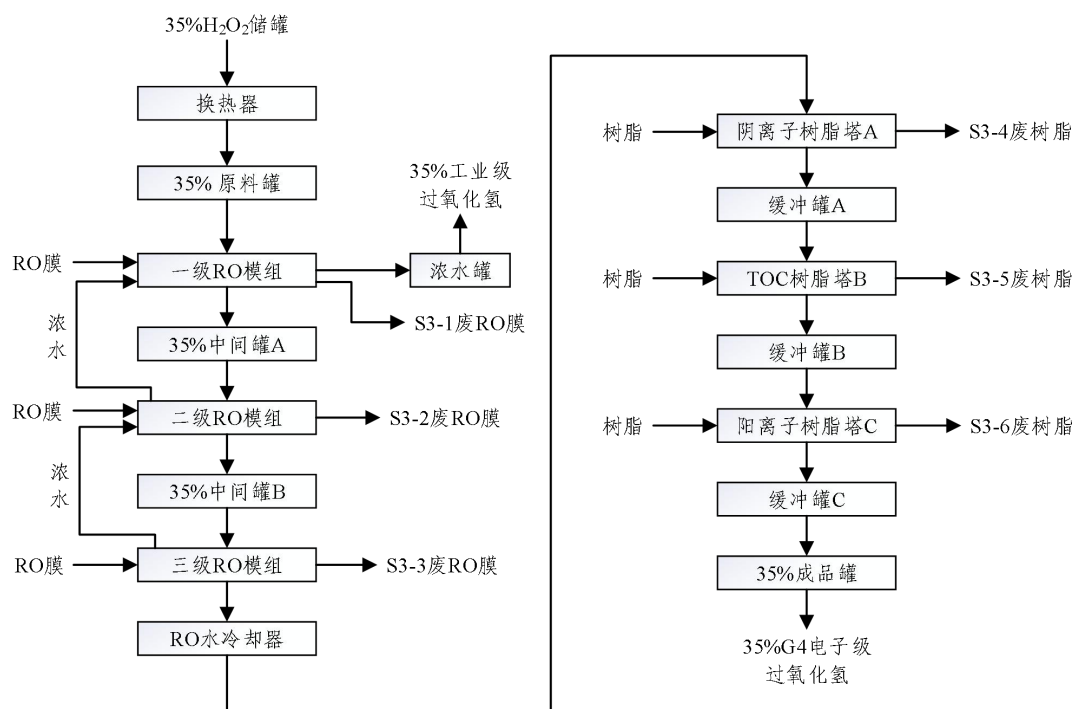 35%H₂O₂储罐
换热器
35% 原料罐
35%工业级
过氧化氢
RO膜
一级RO模组
浓水罐
浓
水
S3-1废RO膜
35%中间罐A
RO膜
二级RO模组
S3-2废RO膜
浓
水
35%中间罐B
RO膜
三级RO模组
S3-3废RO膜
RO水冷却器
树脂
阴离子树脂塔A
S3-4废树脂
缓冲罐A
树脂
TOC树脂塔B
S3-5废树脂
缓冲罐B
树脂
阳离子树脂塔C
S3-6废树脂
缓冲罐C
35%成品罐
35%G4电子级
过氧化氢